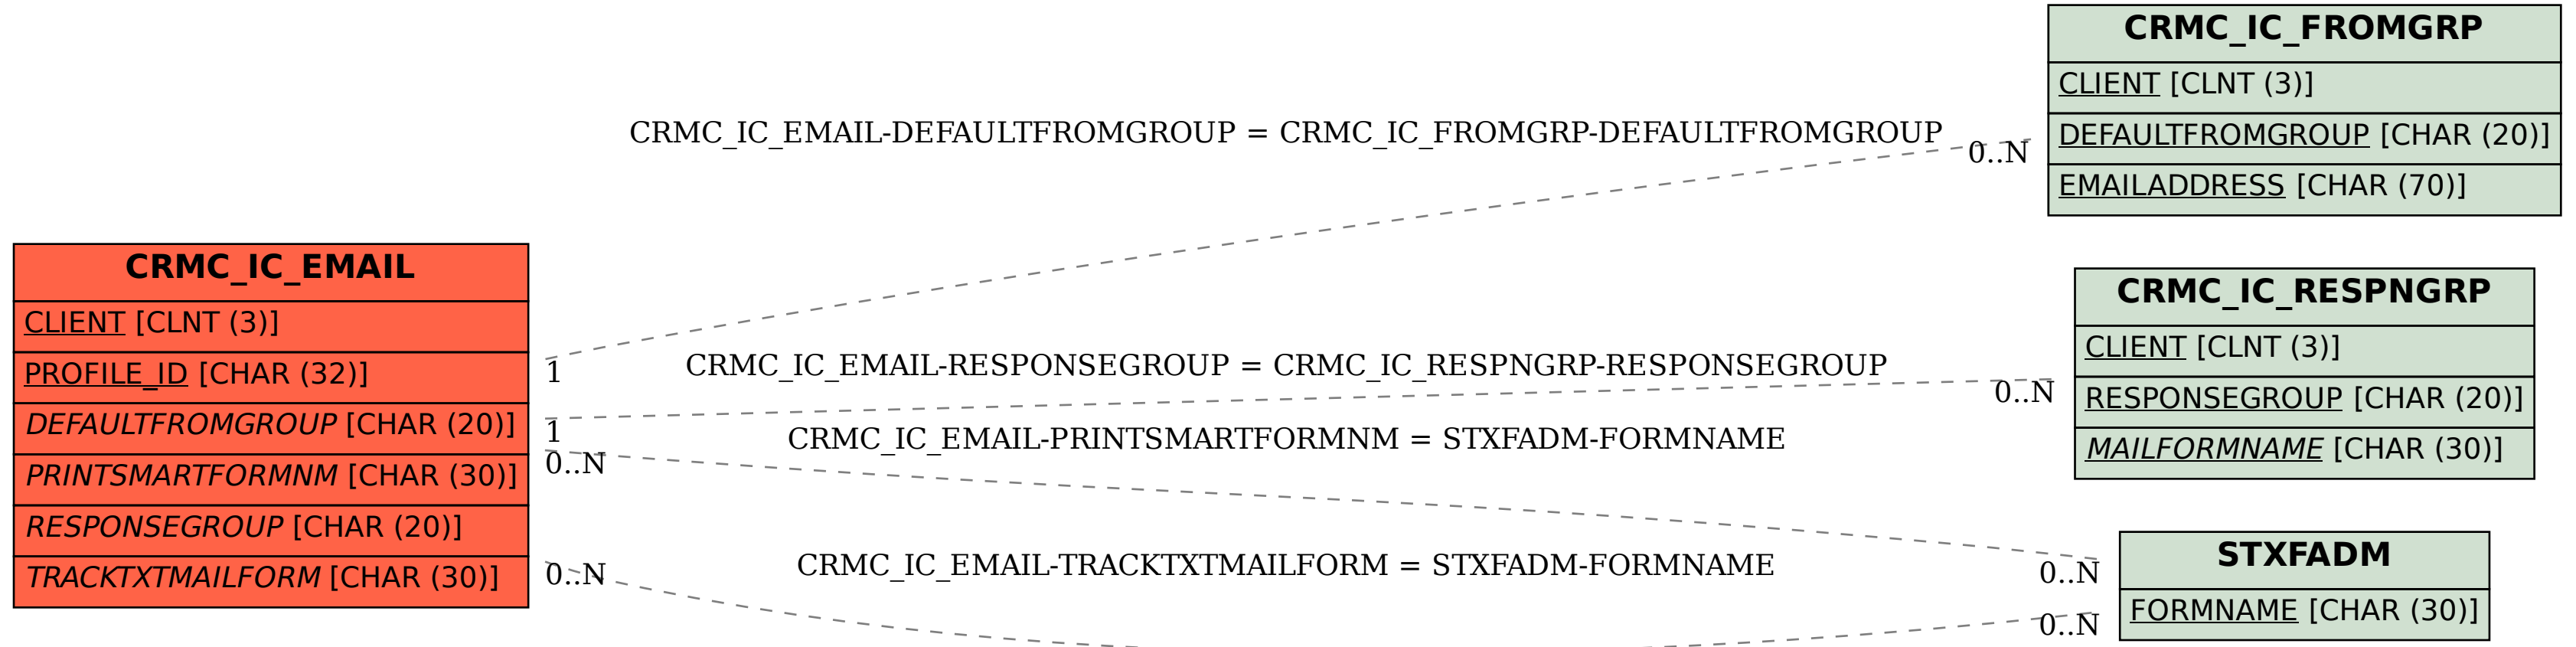 CRMC_IC_FROMGRP
CLIENT [CLNT (3)]
DEFAULTFROMGROUP [CHAR (20)]
EMAILADDRESS [CHAR (70)]
CRMC_IC_EMAIL-DEFAULTFROMGROUP = CRMC_IC_FROMGRP-DEFAULTFROMGROUP
0..N
1
CRMC_IC_EMAIL
CLIENT [CLNT (3)]
PROFILE_ID [CHAR (32)]
DEFAULTFROMGROUP [CHAR (20)]
PRINTSMARTFORMNM [CHAR (30)]
RESPONSEGROUP [CHAR (20)]
TRACKTXTMAILFORM [CHAR (30)]
CRMC_IC_RESPNGRP
CLIENT [CLNT (3)]
RESPONSEGROUP [CHAR (20)]
MAILFORMNAME [CHAR (30)]
CRMC_IC_EMAIL-RESPONSEGROUP = CRMC_IC_RESPNGRP-RESPONSEGROUP
0..N
1
CRMC_IC_EMAIL-PRINTSMARTFORMNM = STXFADM-FORMNAME
0..N
0..N
CRMC_IC_EMAIL-TRACKTXTMAILFORM = STXFADM-FORMNAME
0..N
0..N
STXFADM
FORMNAME [CHAR (30)]